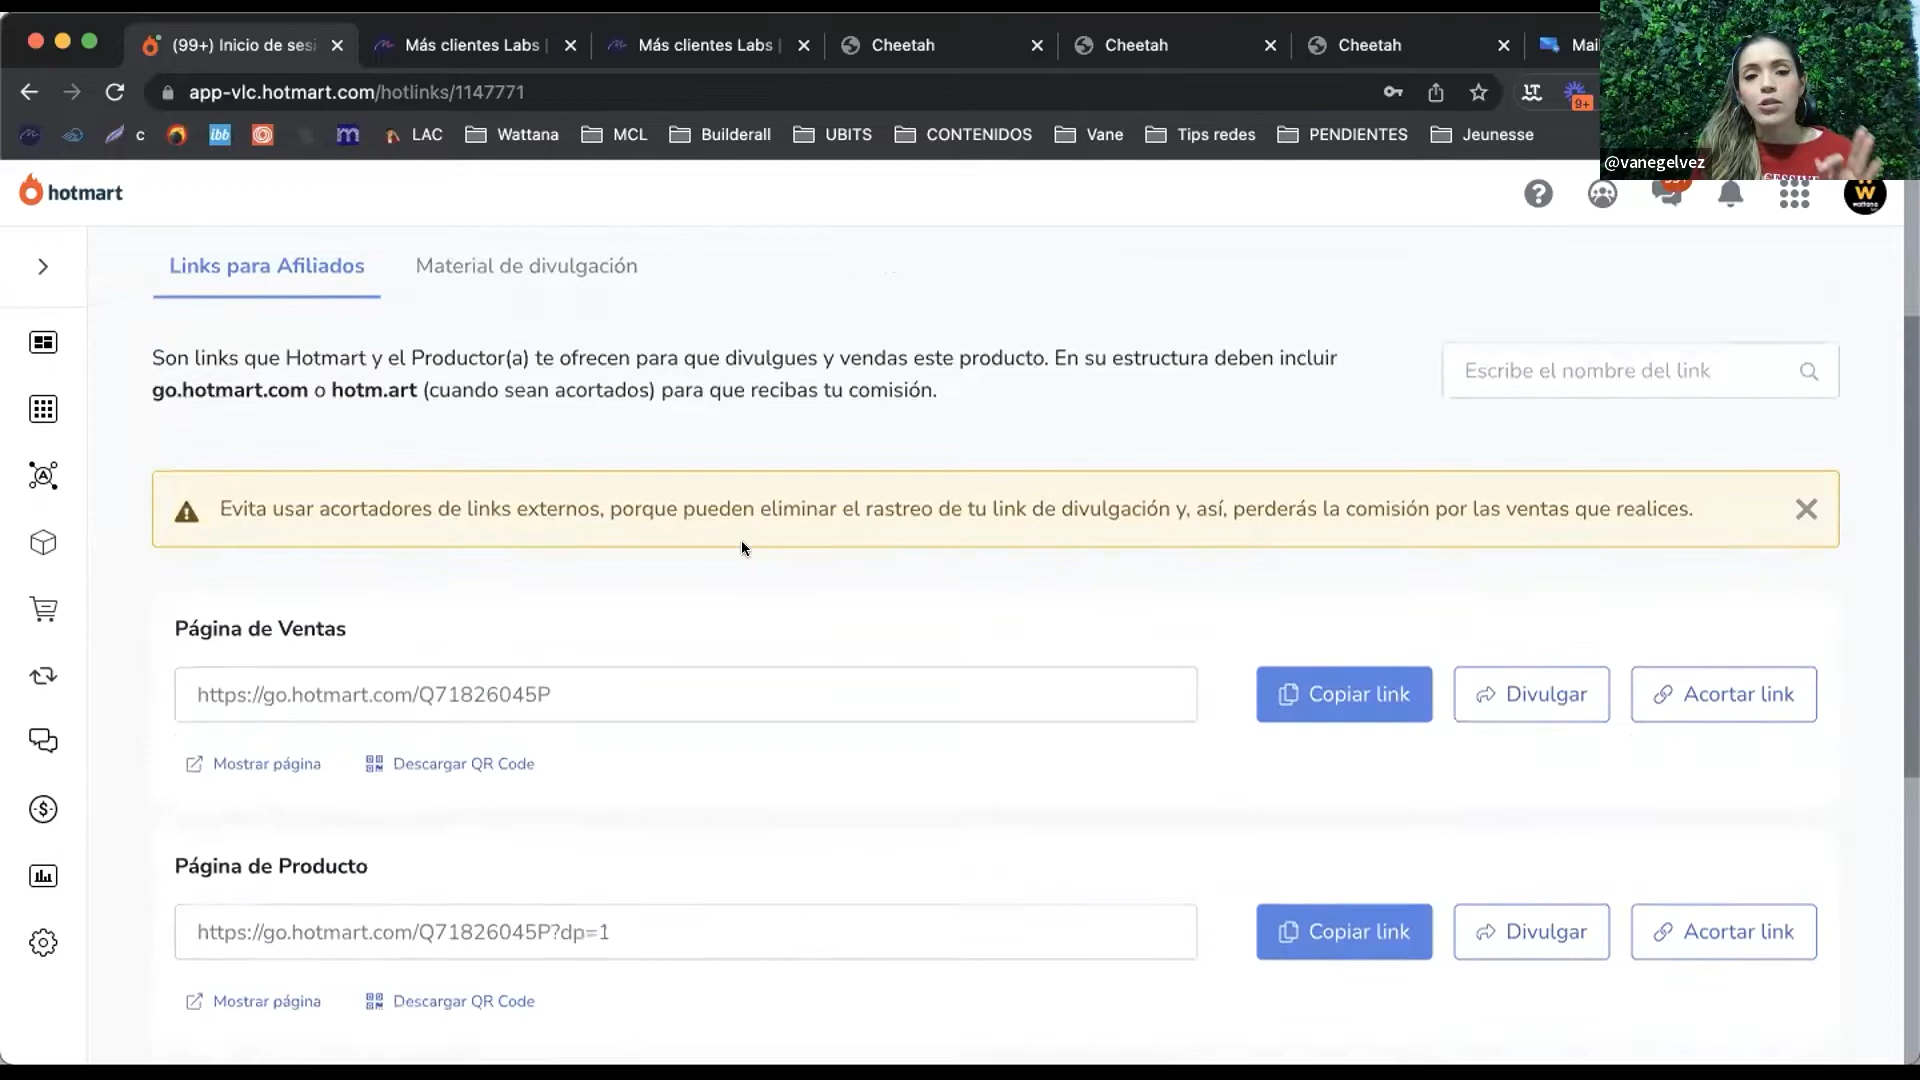 (99+) Inicio de sesi
Más clientes Labs |
Más clientes Labs |
Cheetah
Cheetah
Cheetah
Mai
app-vlc.hotmart.com/hotlinks/1147771
9+
c
ibb
m
LAC
Wattana
MCL
Builderall
UBITS
CONTENIDOS
Vane
Tips redes
PENDIENTES
Jeunesse
@vanegelvez
hotmart
Links para Afiliados
Material de divulgación
Son links que Hotmart y el Productor(a) te ofrecen para que divulgues y vendas este producto. En su estructura deben incluir
go.hotmart.com o hotm.art (cuando sean acortados) para que recibas tu comisión.
Escribe el nombre del link
Evita usar acortadores de links externos, porque pueden eliminar el rastreo de tu link de divulgación y, así, perderás la comisión por las ventas que realices.
Página de Ventas
https://go.hotmart.com/Q71826045P
Copiar link
Divulgar
Acortar link
Mostrar página
Descargar QR Code
Página de Producto
https://go.hotmart.com/Q71826045P?dp=1
Copiar link
Divulgar
Acortar link
Mostrar página
Descargar QR Code